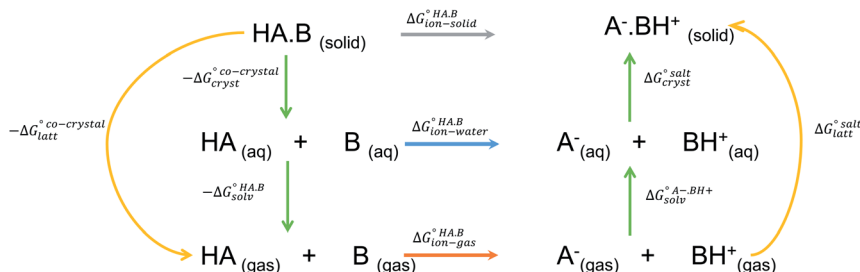 HA.B (solid) ΔG°HA.B ion−solid A-.BH+ (solid)
−ΔG°co−crystal cryst ΔG°salt cryst
−ΔG°co−crystal latt ΔG°salt latt
HA (aq) + B (aq) ΔG°HA.B ion−water A-(aq) + BH+(aq)
−ΔG°HA.B solv ΔG°A−.BH+ solv
HA (gas) + B (gas) ΔG°HA.B ion−gas A-(gas) + BH+(gas)